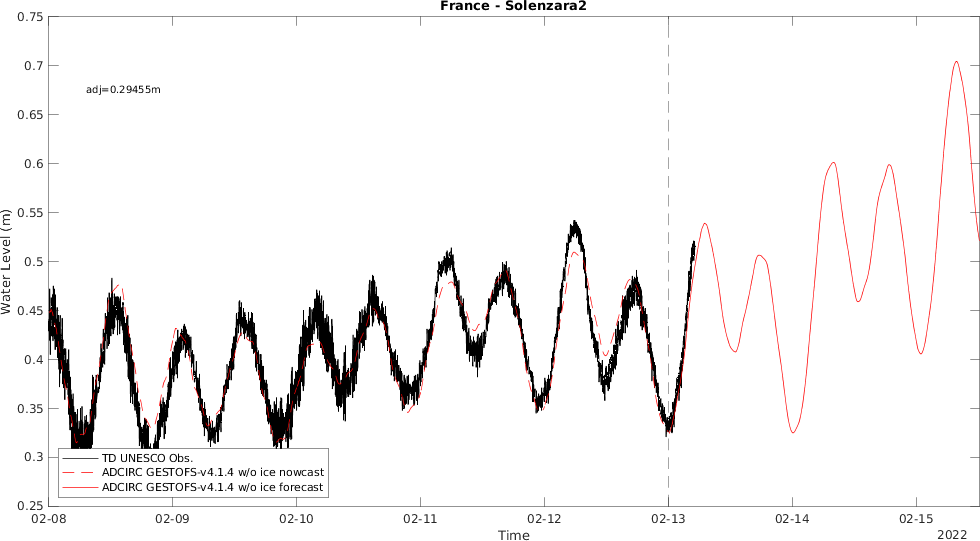 France - Solenzara2
0.75
0.7
0.65
0.6
0.55
0.5
0.45
0.4
0.35
0.3
0.25
Water Level (m)
adj=0.29455m
TD UNESCO Obs.
ADCIRC GESTOFS-v4.1.4 w/o ice nowcast
ADCIRC GESTOFS-v4.1.4 w/o ice forecast
02-08 02-09 02-10 02-11 02-12 02-13 02-14 02-15
Time
2022